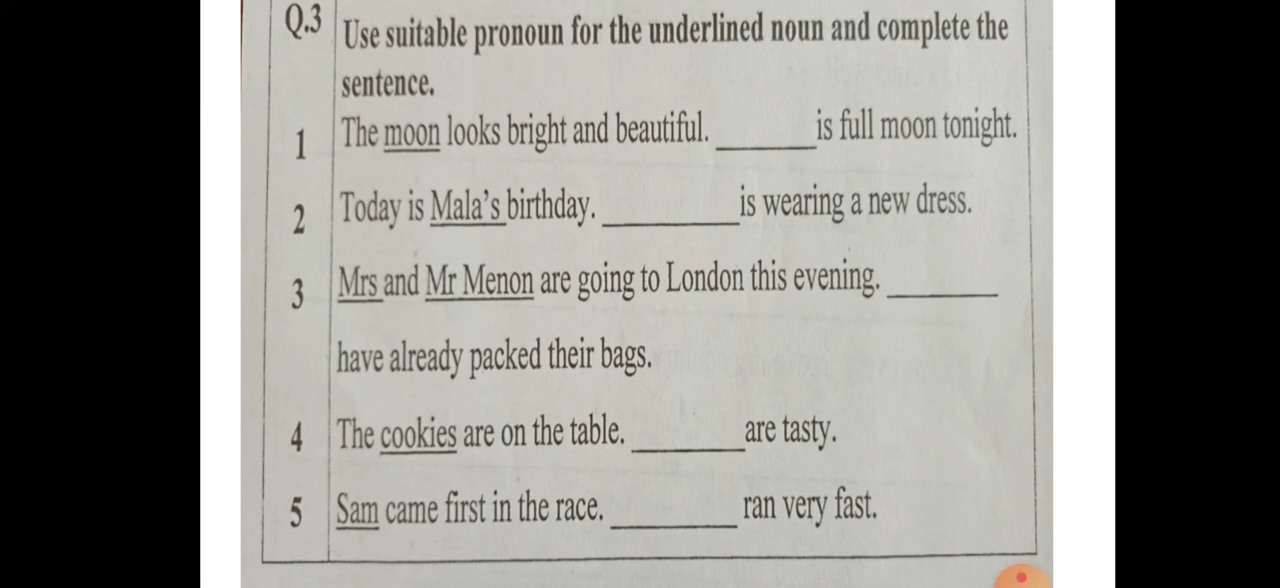 Q.3 Use suitable pronoun for the underlined noun and complete the
sentence.
1 The moon looks bright and beautiful. _______ is full moon tonight.
2 Today is Mala's birthday. _________ is wearing a new dress.
3 Mrs and Mr Menon are going to London this evening. ________
have already packed their bags.
4 The cookies are on the table. ________ are tasty.
5 Sam came first in the race. _________ ran very fast.